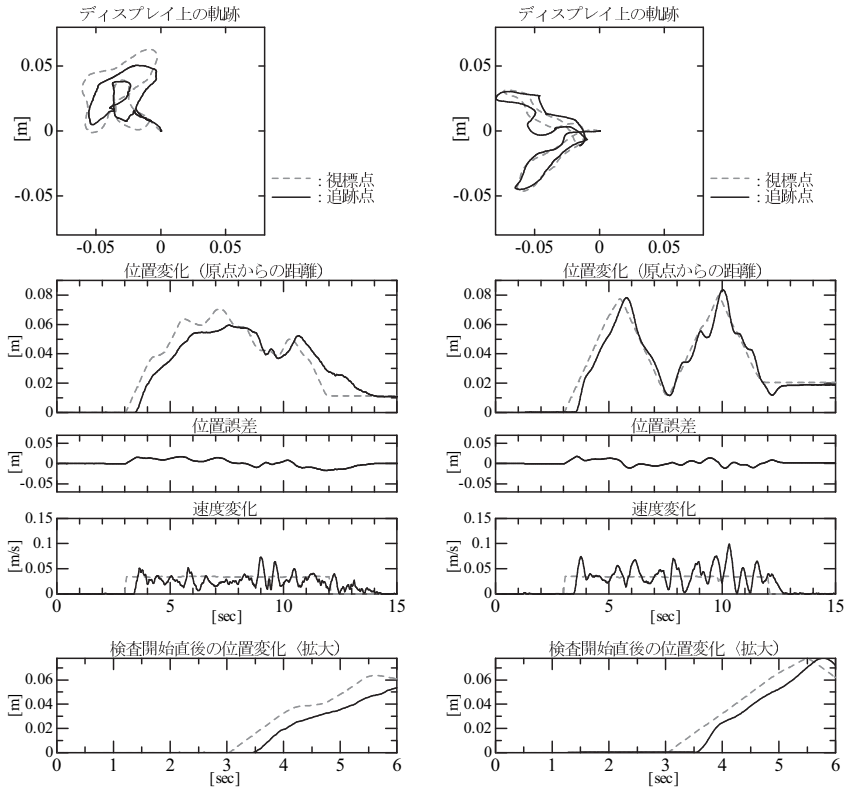 ディスプレイ上の軌跡
0.05
[m]
0
-0.05
-0.05
0
0.05
: 視標点
: 追跡点
位置変化（原点からの距離）
0.08
0.06
[m]
0.04
0.02
0
位置誤差
0.05
[m]
0
-0.05
速度変化
0.15
[m/s]
0.1
0.05
0
0
5
10
15
[sec]
検査開始直後の位置変化〈拡大）
0.06
[m]
0.04
0.02
0
0
1
2
3
4
5
6
[sec]
ディスプレイ上の軌跡
0.05
[m]
0
-0.05
-0.05
0
0.05
: 視標点
: 追跡点
位置変化（原点からの距離）
0.08
0.06
[m]
0.04
0.02
0
位置誤差
0.05
[m]
0
-0.05
速度変化
0.15
[m/s]
0.1
0.05
0
0
5
10
15
[sec]
検査開始直後の位置変化〈拡大）
0.06
[m]
0.04
0.02
0
0
1
2
3
4
5
6
[sec]